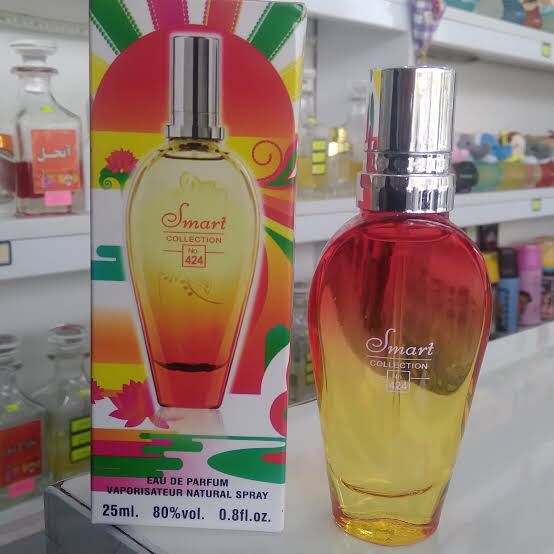 Smart
COLLECTION
No.
424
EAU DE PARFUM
VAPORISATEUR NATURAL SPRAY
25ml. 80%vol. 0.8fl.oz.
Smart
COLLECTION
No.
424
آنجل